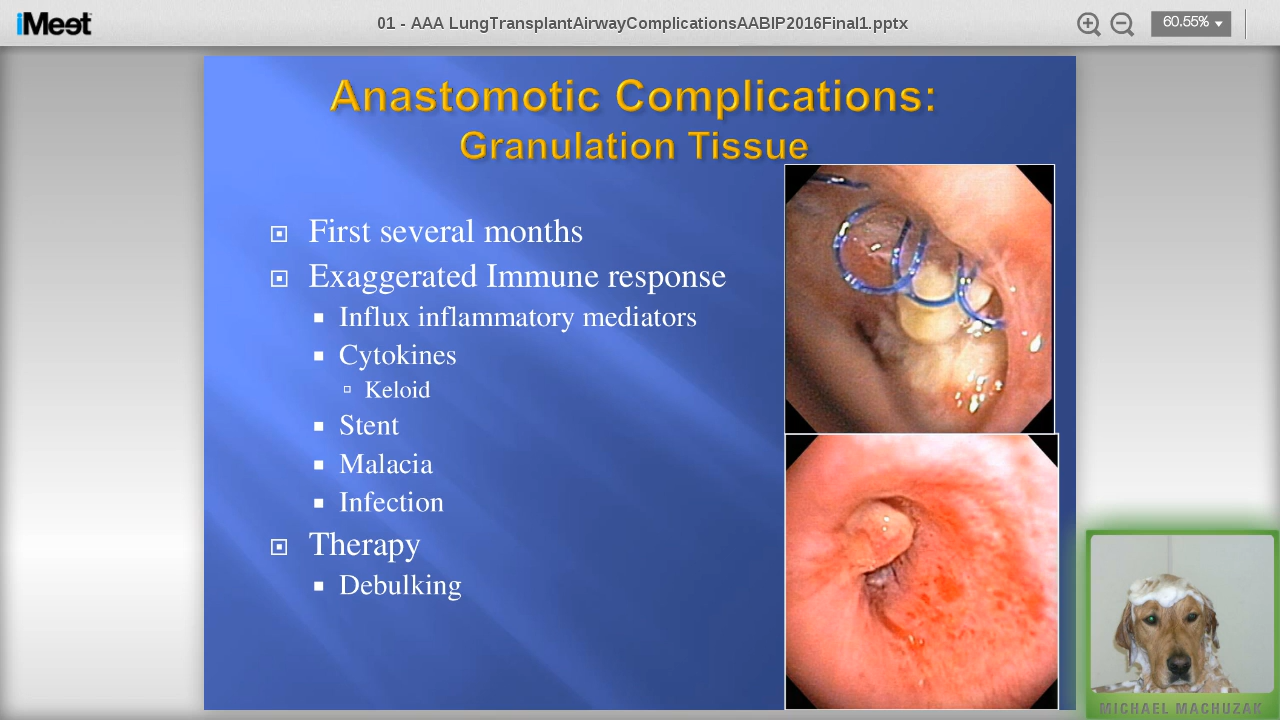 iMeet
01 - AAA LungTransplantAirwayComplicationsAABIP2016Final1.pptx
60.55%
Anastomotic Complications:
Granulation Tissue
First several months
Exaggerated Immune response
Influx inflammatory mediators
Cytokines
Keloid
Stent
Malacia
Infection
Therapy
Debulking
MICHAEL MACHUZAK